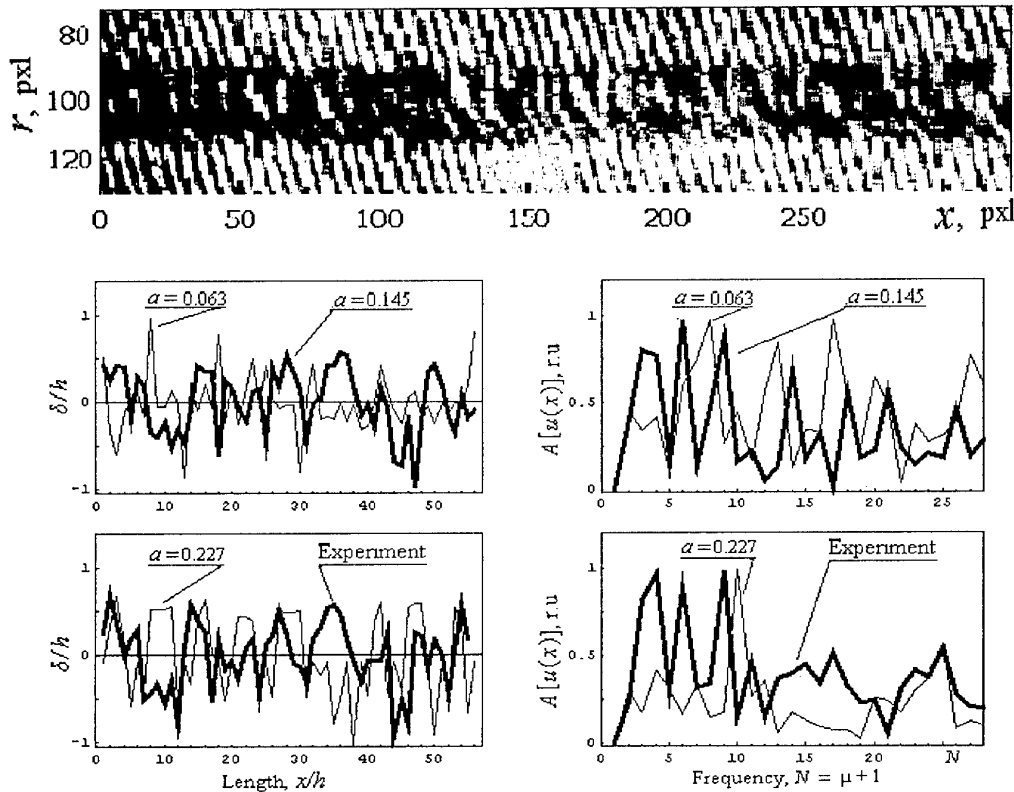 80
100
120
r, pxl
0 50 100 150 200 250 x, pxl
a=0.063 a=0.145
1
0
-1
δ/h
0 10 20 30 40 50
a=0.063 a=0.145
1
0.5
0
A[u(x)], r.u
0 5 10 15 20 25
a=0.227 Experiment
1
0
-1
δ/h
0 10 20 30 40 50
Length, x/h
a=0.227 Experiment
1
0.5
0
A[u(x)], r.u
0 5 10 15 20 N
Frequency, N = μ+1